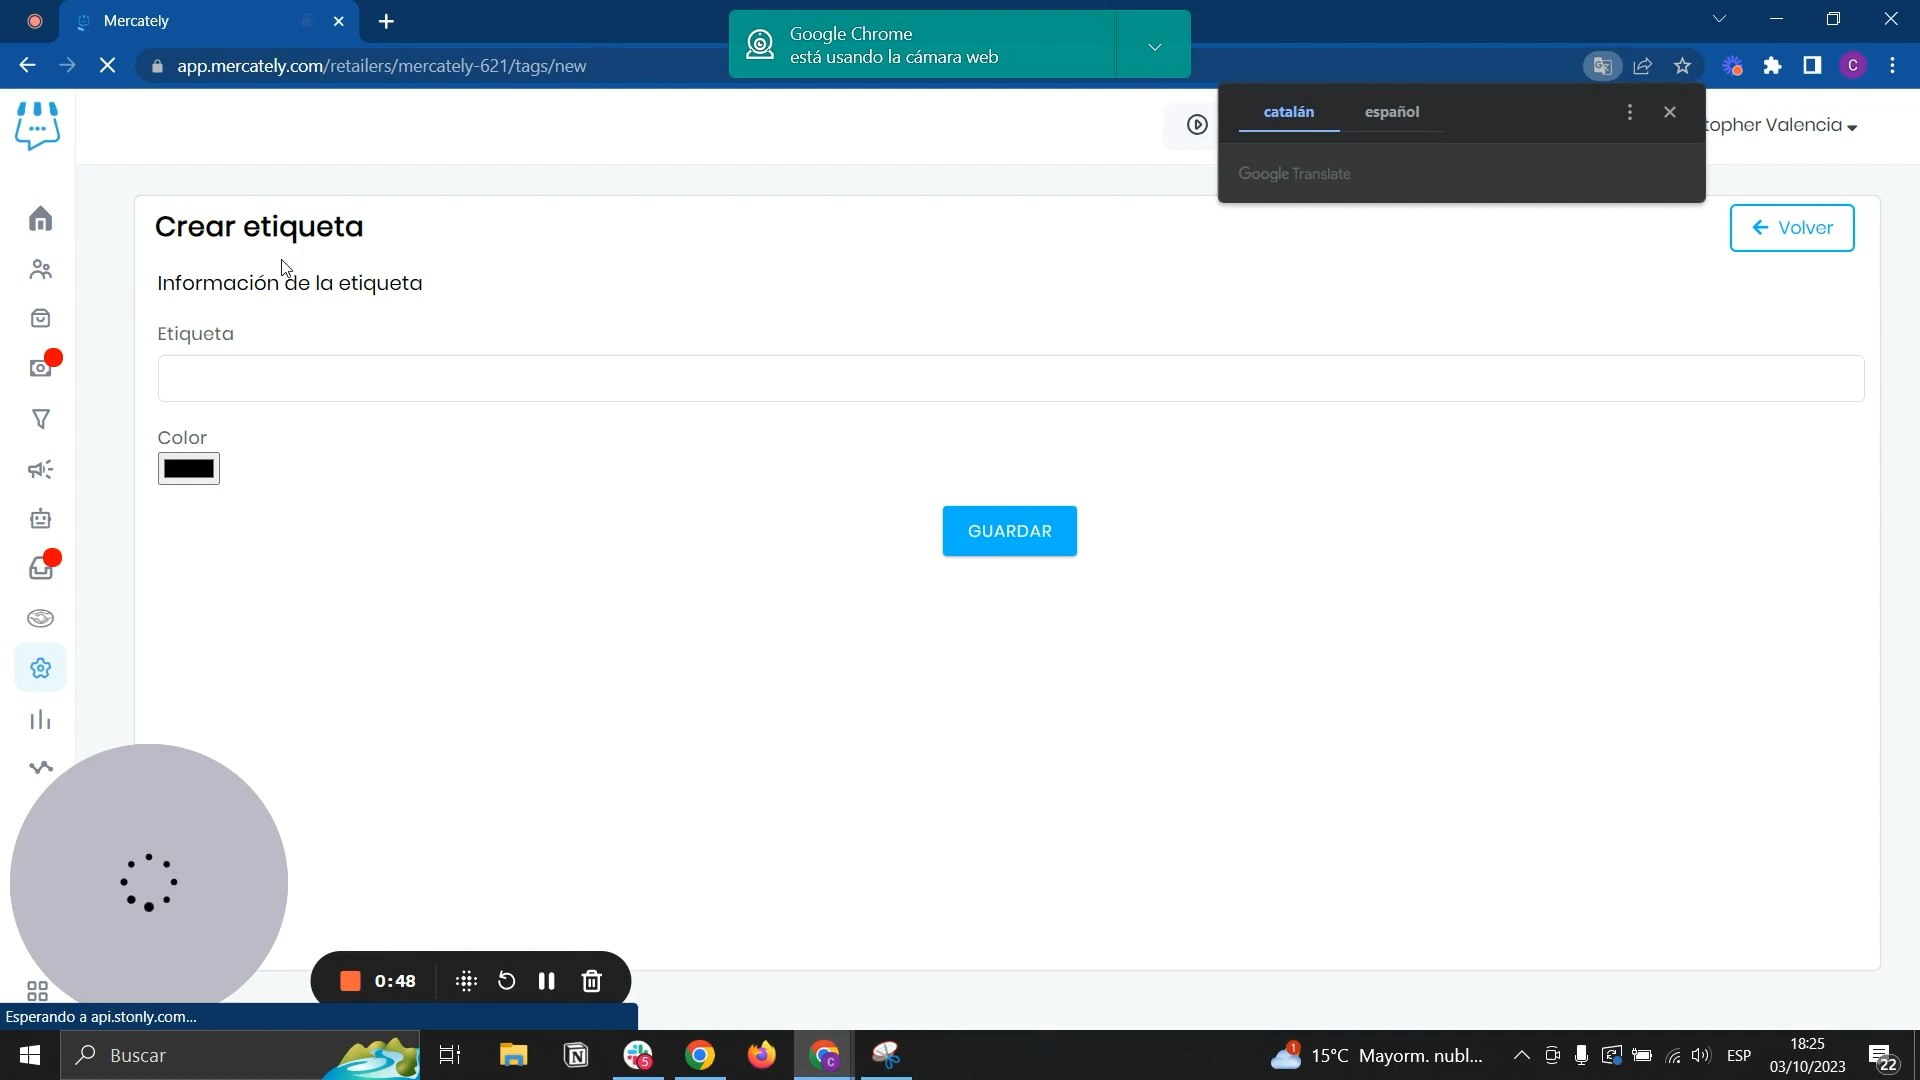 Mercately
Google Chrome
está usando la cámara web
app.mercately.com/retailers/mercately-621/tags/new
C
catalán
español
topher Valencia
Google Translate
Crear etiqueta
Volver
Información de la etiqueta
Etiqueta
Color
GUARDAR
0:48
Esperando a api.stonly.com...
Buscar
5
C
1
15°C Mayorm. nubl...
ESP
18:25
03/10/2023
22